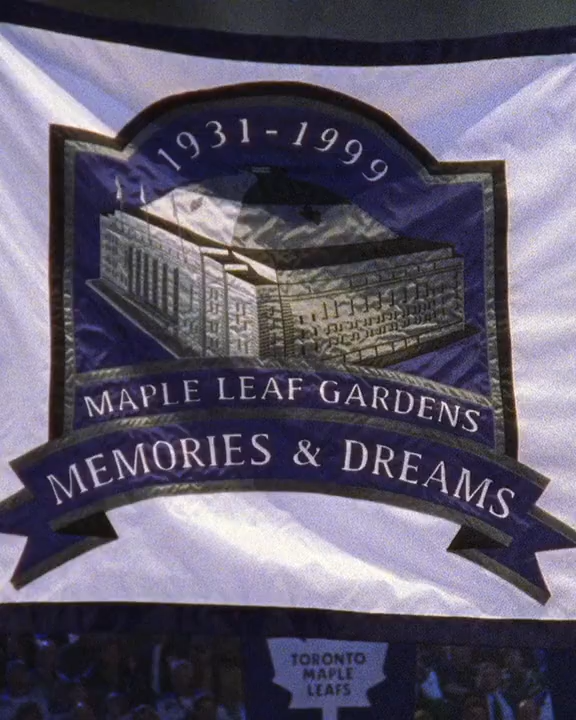 1931-1999
MAPLE LEAF GARDENS
MEMORIES & DREAMS
TORONTO
MAPLE
LEAFS